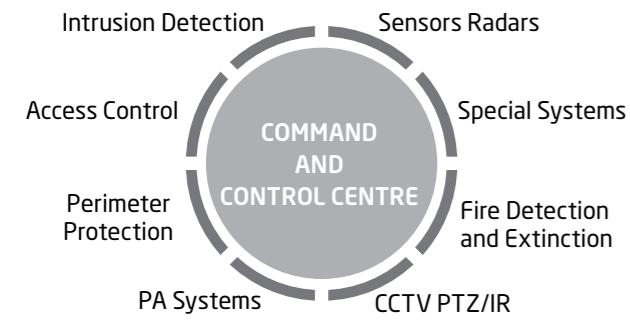 Intrusion Detection
Sensors Radars
Access Control
Special Systems
COMMAND
AND
CONTROL CENTRE
Perimeter
Protection
Fire Detection
and Extinction
PA Systems
CCTV PTZ/IR